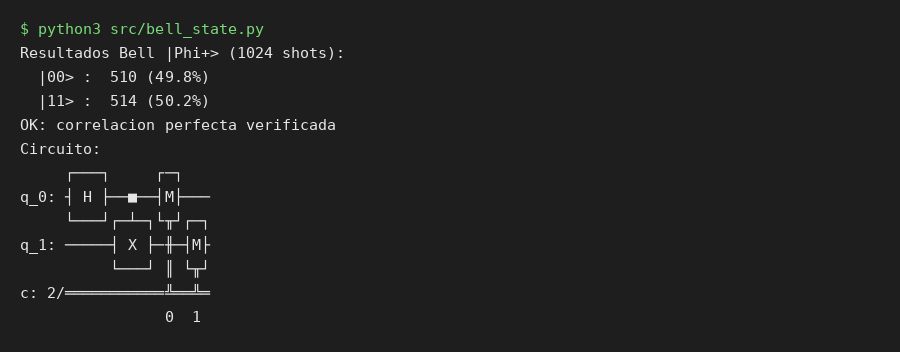 $ python3 src/bell_state.py
Resultados Bell |Phi+> (1024 shots):
  |00> :  510 (49.8%)
  |11> :  514 (50.2%)
OK: correlacion perfecta verificada
Circuito:
     ┌───┐     ┌─┐
q_0: ┤ H ├──■──┤M├───
     └───┘┌─┴─┐└╥┘┌─┐
q_1: ─────┤ X ├─╫─┤M├
          └───┘ ║ └╥┘
c: 2/═══════════╩══╩═
                0  1